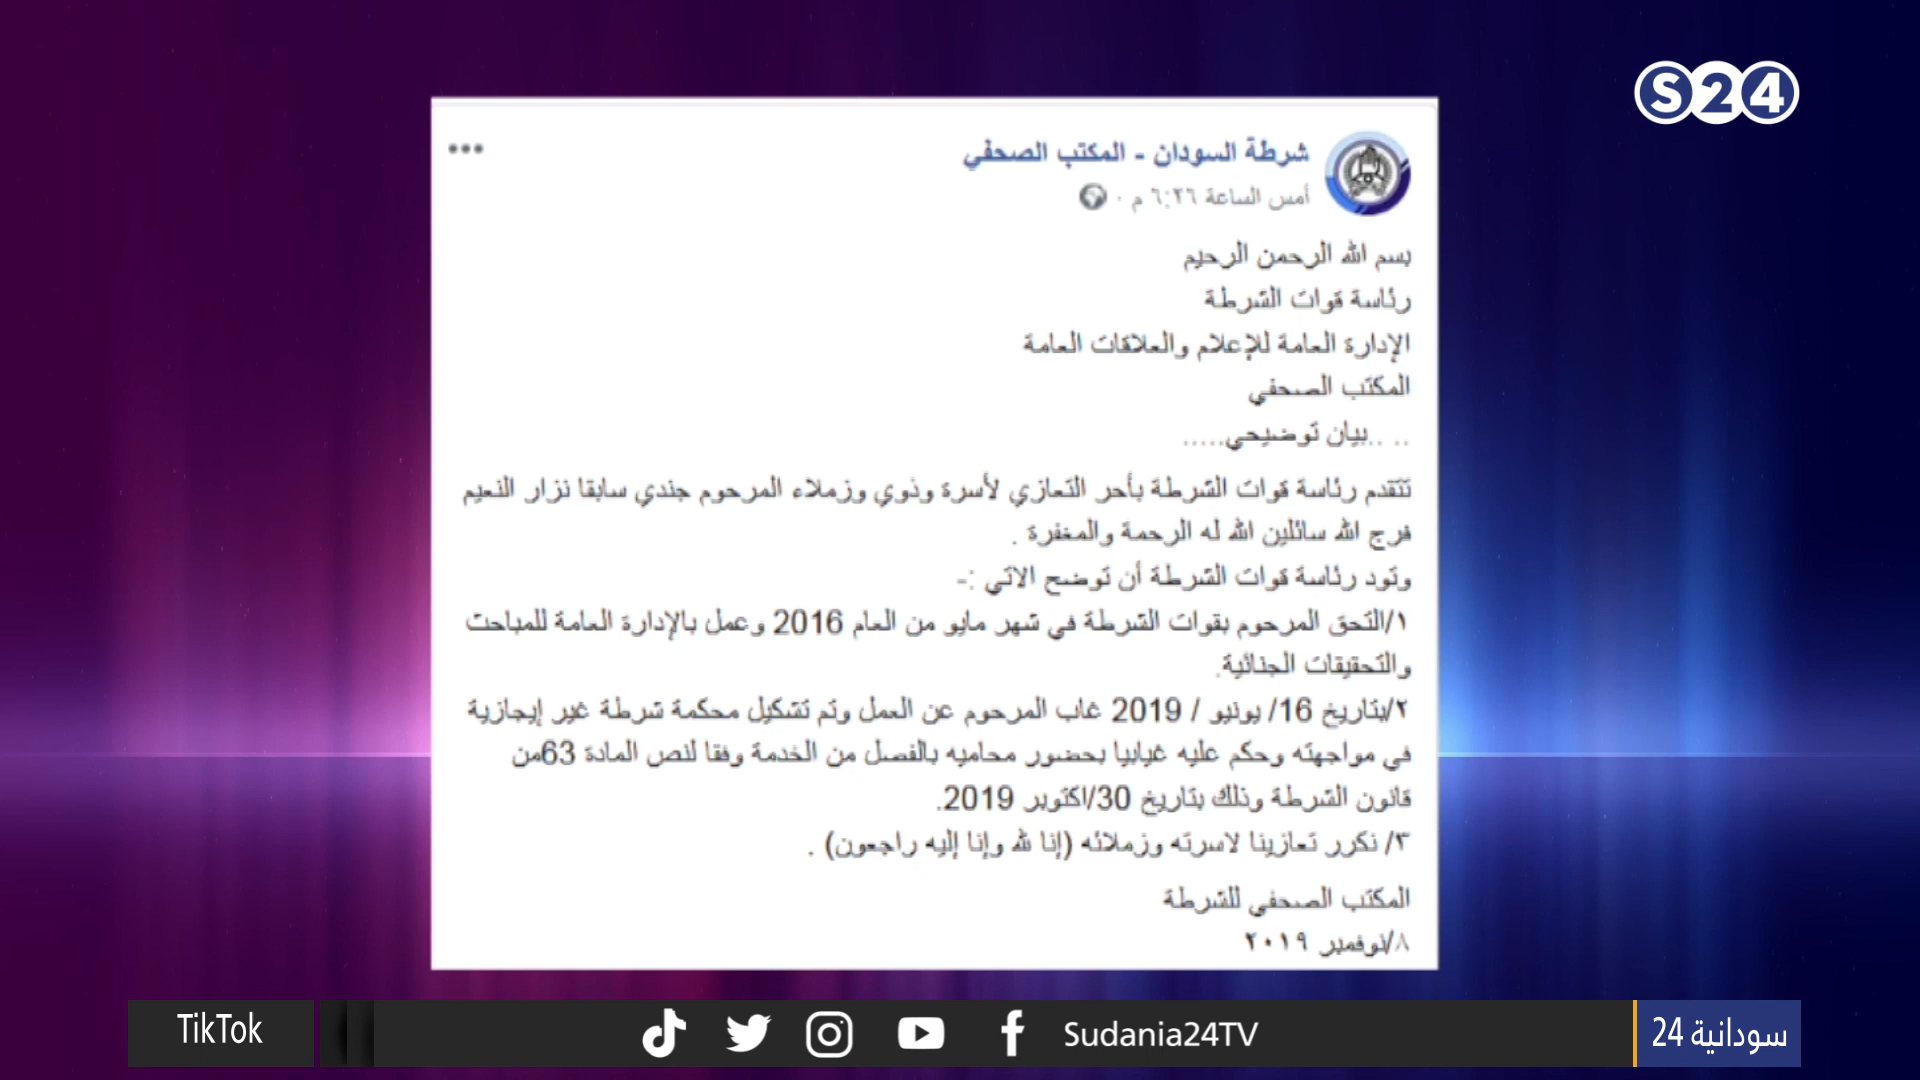 S24
شرطة السودان - المكتب الصحفي
أمس الساعة ٦:٢٦ م ·
بسم الله الرحمن الرحيم
رئاسة قوات الشرطة
الإدارة العامة للإعلام والعلاقات العامة
المكتب الصحفي
.. ..بيان توضيحي.....
تتقدم رئاسة قوات الشرطة بأحر التعازي لأسرة وذوي وزملاء المرحوم جندي سابقا نزار النعيم
فرج الله سائلين الله له الرحمة والمغفرة .
وتود رئاسة قوات الشرطة أن توضح الاتي :-
١/التحق المرحوم بقوات الشرطة في شهر مايو من العام 2016 وعمل بالإدارة العامة للمباحث
والتحقيقات الجنائية.
٢/بتاريخ 16/ يونيو / 2019 غاب المرحوم عن العمل وتم تشكيل محكمة شرطة غير إيجازية
في مواجهته وحكم عليه غيابيا بحضور محاميه بالفصل من الخدمة وفقا لنص المادة 63من
قانون الشرطة وذلك بتاريخ 30/اكتوبر 2019.
٣/ نكرر تعازينا لاسرته وزملائه (إنا لله وإنا إليه راجعون) .
المكتب الصحفي للشرطة
٨/نوفمبر ٢٠١٩
TikTok
Sudania24TV
سودانية 24